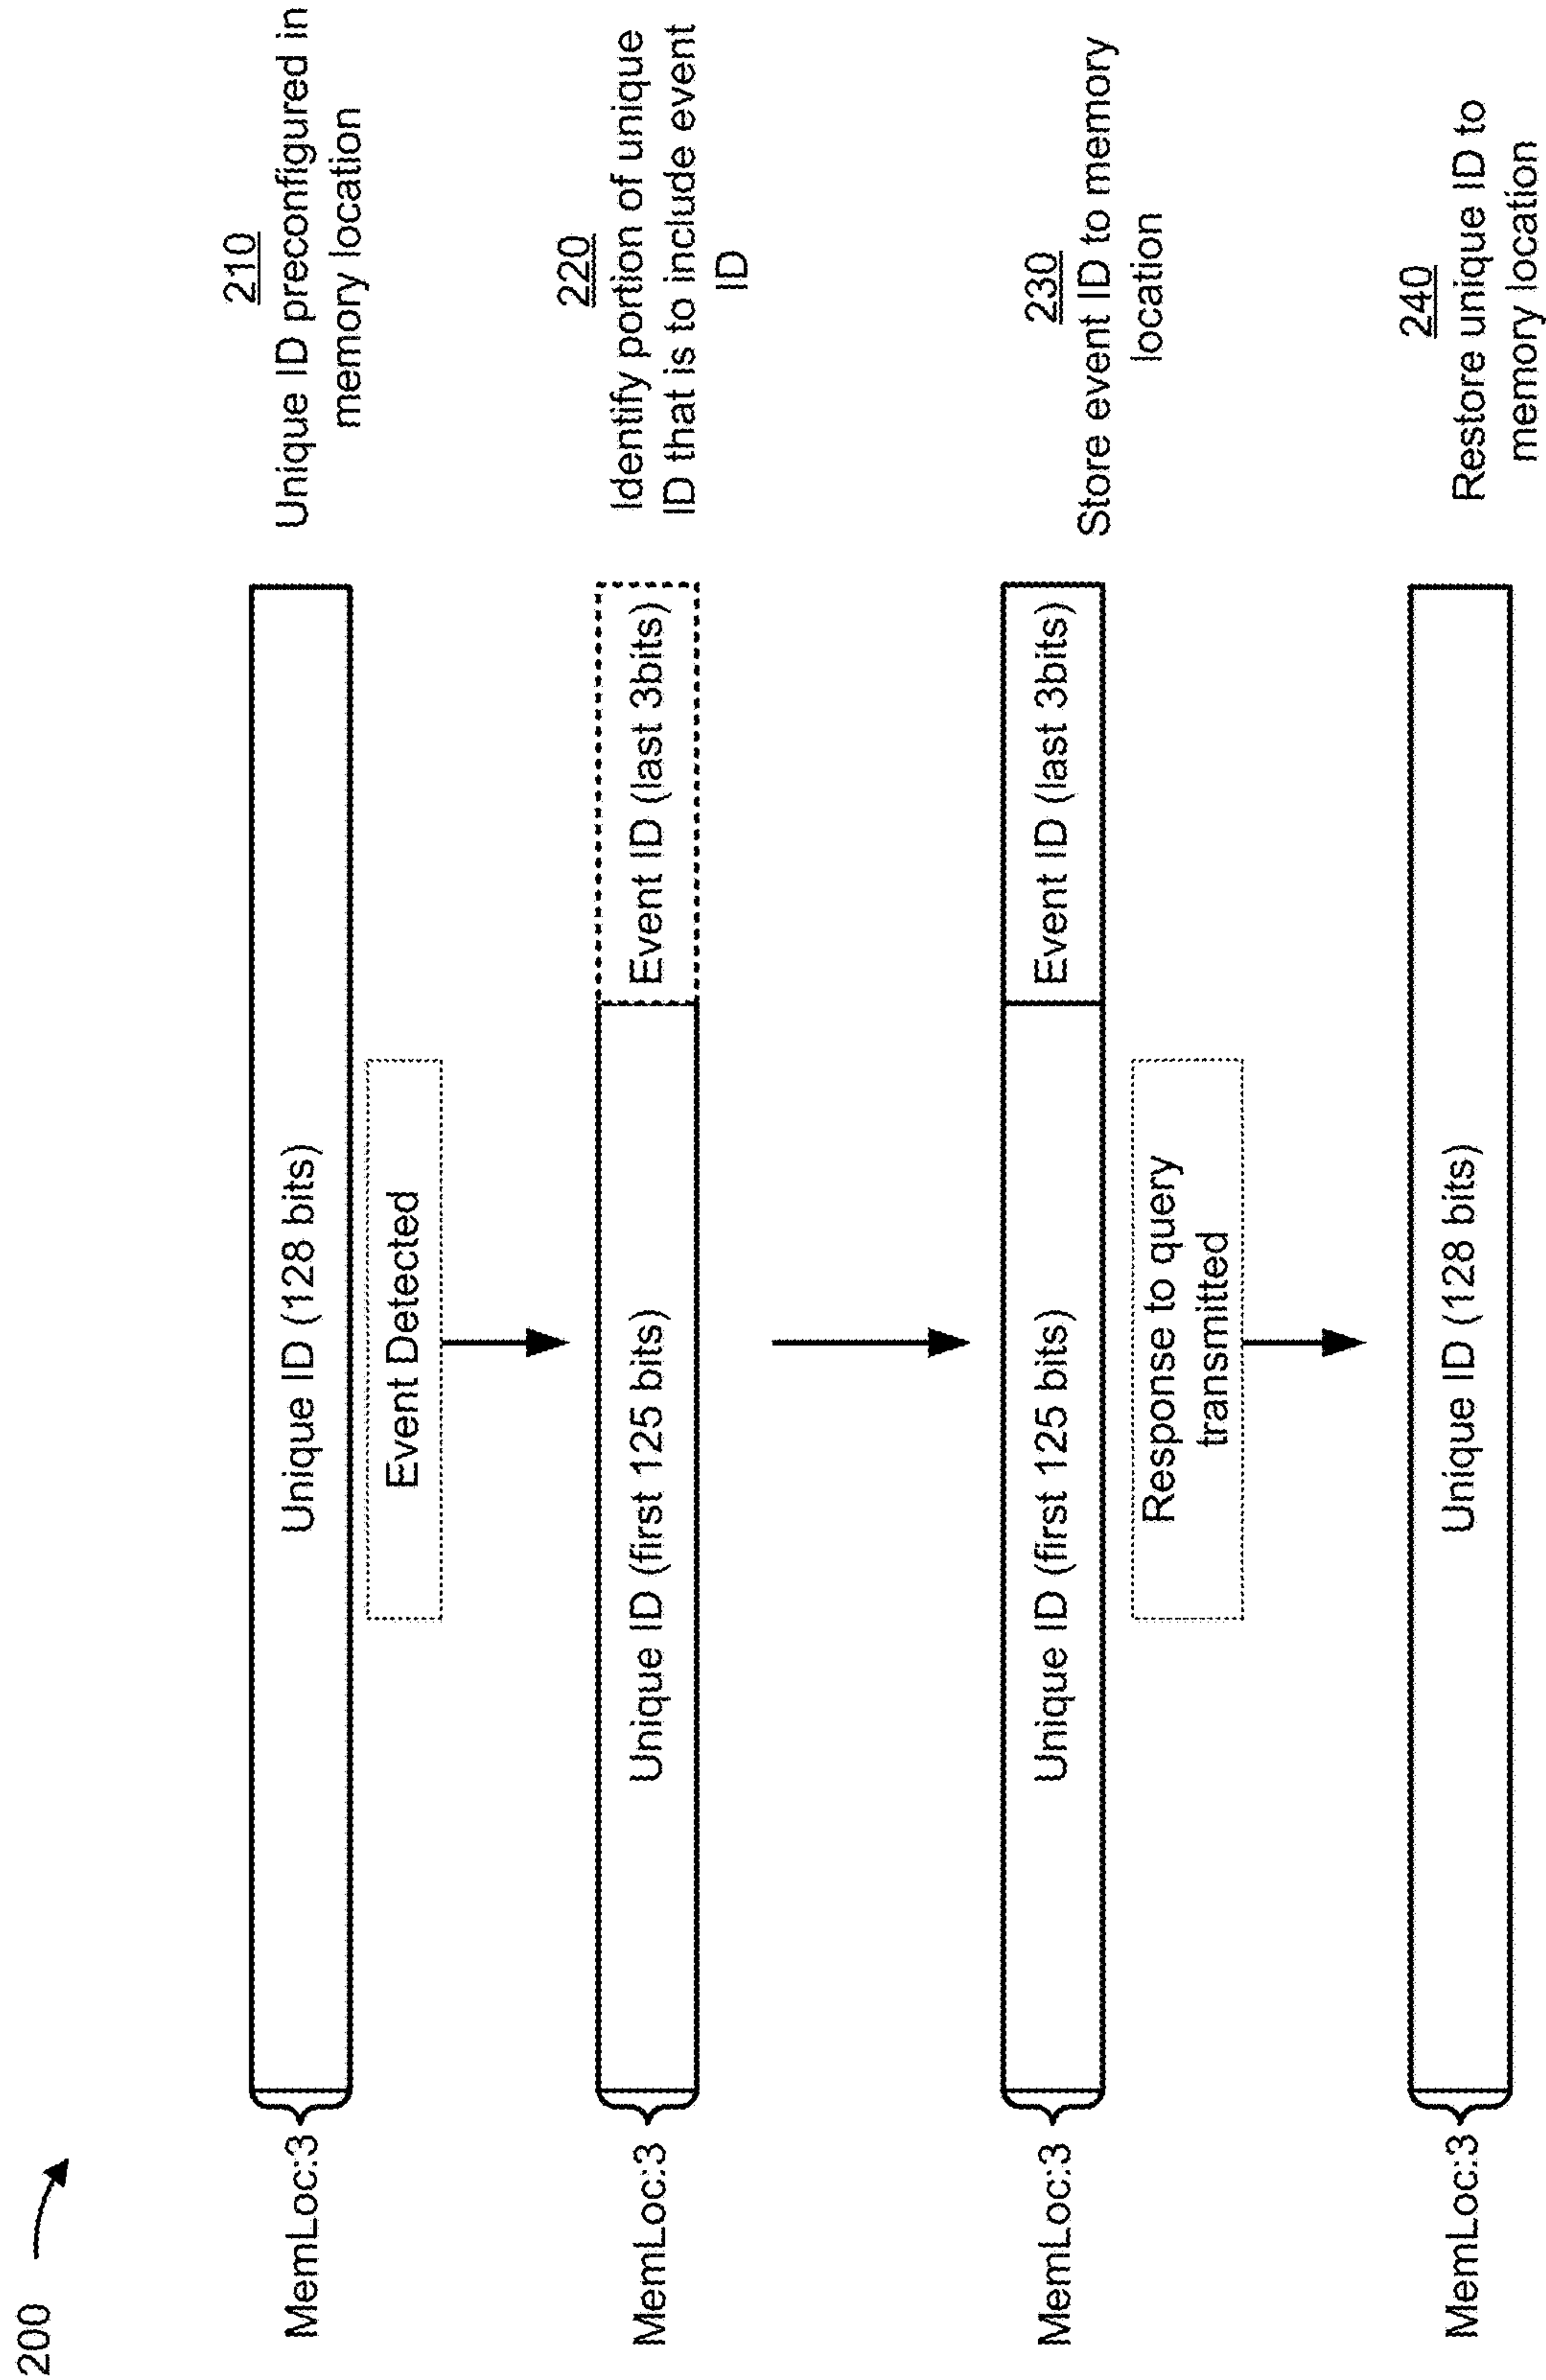 200
MemLoc:3
Unique ID (128 bits)
210
Unique ID preconfigured in
memory location
Event Detected
MemLoc:3
Unique ID (first 125 bits)
Event ID (last 3bits)
220
Identify portion of unique
ID that is to include event
ID
MemLoc:3
Unique ID (first 125 bits)
Event ID (last 3bits)
230
Store event ID to memory
location
Response to query
transmitted
MemLoc:3
Unique ID (128 bits)
240
Restore unique ID to
memory location